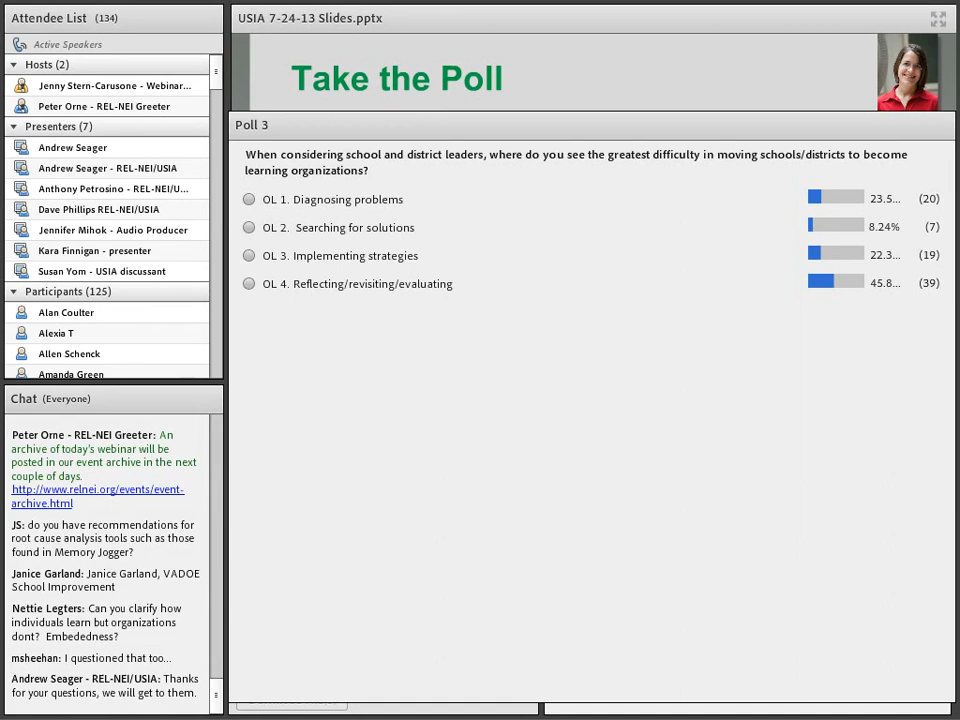 Attendee List (134)
Active Speakers
Hosts (2)
Jenny Stern-Carusone - Webinar...
Peter Orne - REL-NEI Greeter
Presenters (7)
Andrew Seager
Andrew Seager - REL-NEI/USIA
Anthony Petrosino - REL-NEI/U...
Dave Phillips REL-NEI/USIA
Jennifer Mihok - Audio Producer
Kara Finnigan - presenter
Susan Yom - USIA discussant
Participants (125)
Alan Coulter
Alexia T
Allen Schenck
Amanda Green
Chat (Everyone)
Peter Orne - REL-NEI Greeter: An
archive of today's webinar will be
posted in our event archive in the next
couple of days.
http://www.relnei.org/events/event-
archive.html
JS: do you have recommendations for
root cause analysis tools such as those
found in Memory Jogger?
Janice Garland: Janice Garland, VADOE
School Improvement
Nettie Legters: Can you clarify how
individuals learn but organizations
dont? Embededness?
msheehan: I questioned that too...
Andrew Seager - REL-NEI/USIA: Thanks
for your questions, we will get to them.
USIA 7-24-13 Slides.pptx
Take the Poll
Poll 3
When considering school and district leaders, where do you see the greatest difficulty in moving schools/districts to become
learning organizations?
OL 1. Diagnosing problems 23.5... (20)
OL 2. Searching for solutions 8.24% (7)
OL 3. Implementing strategies 22.3... (19)
OL 4. Reflecting/revisiting/evaluating 45.8... (39)